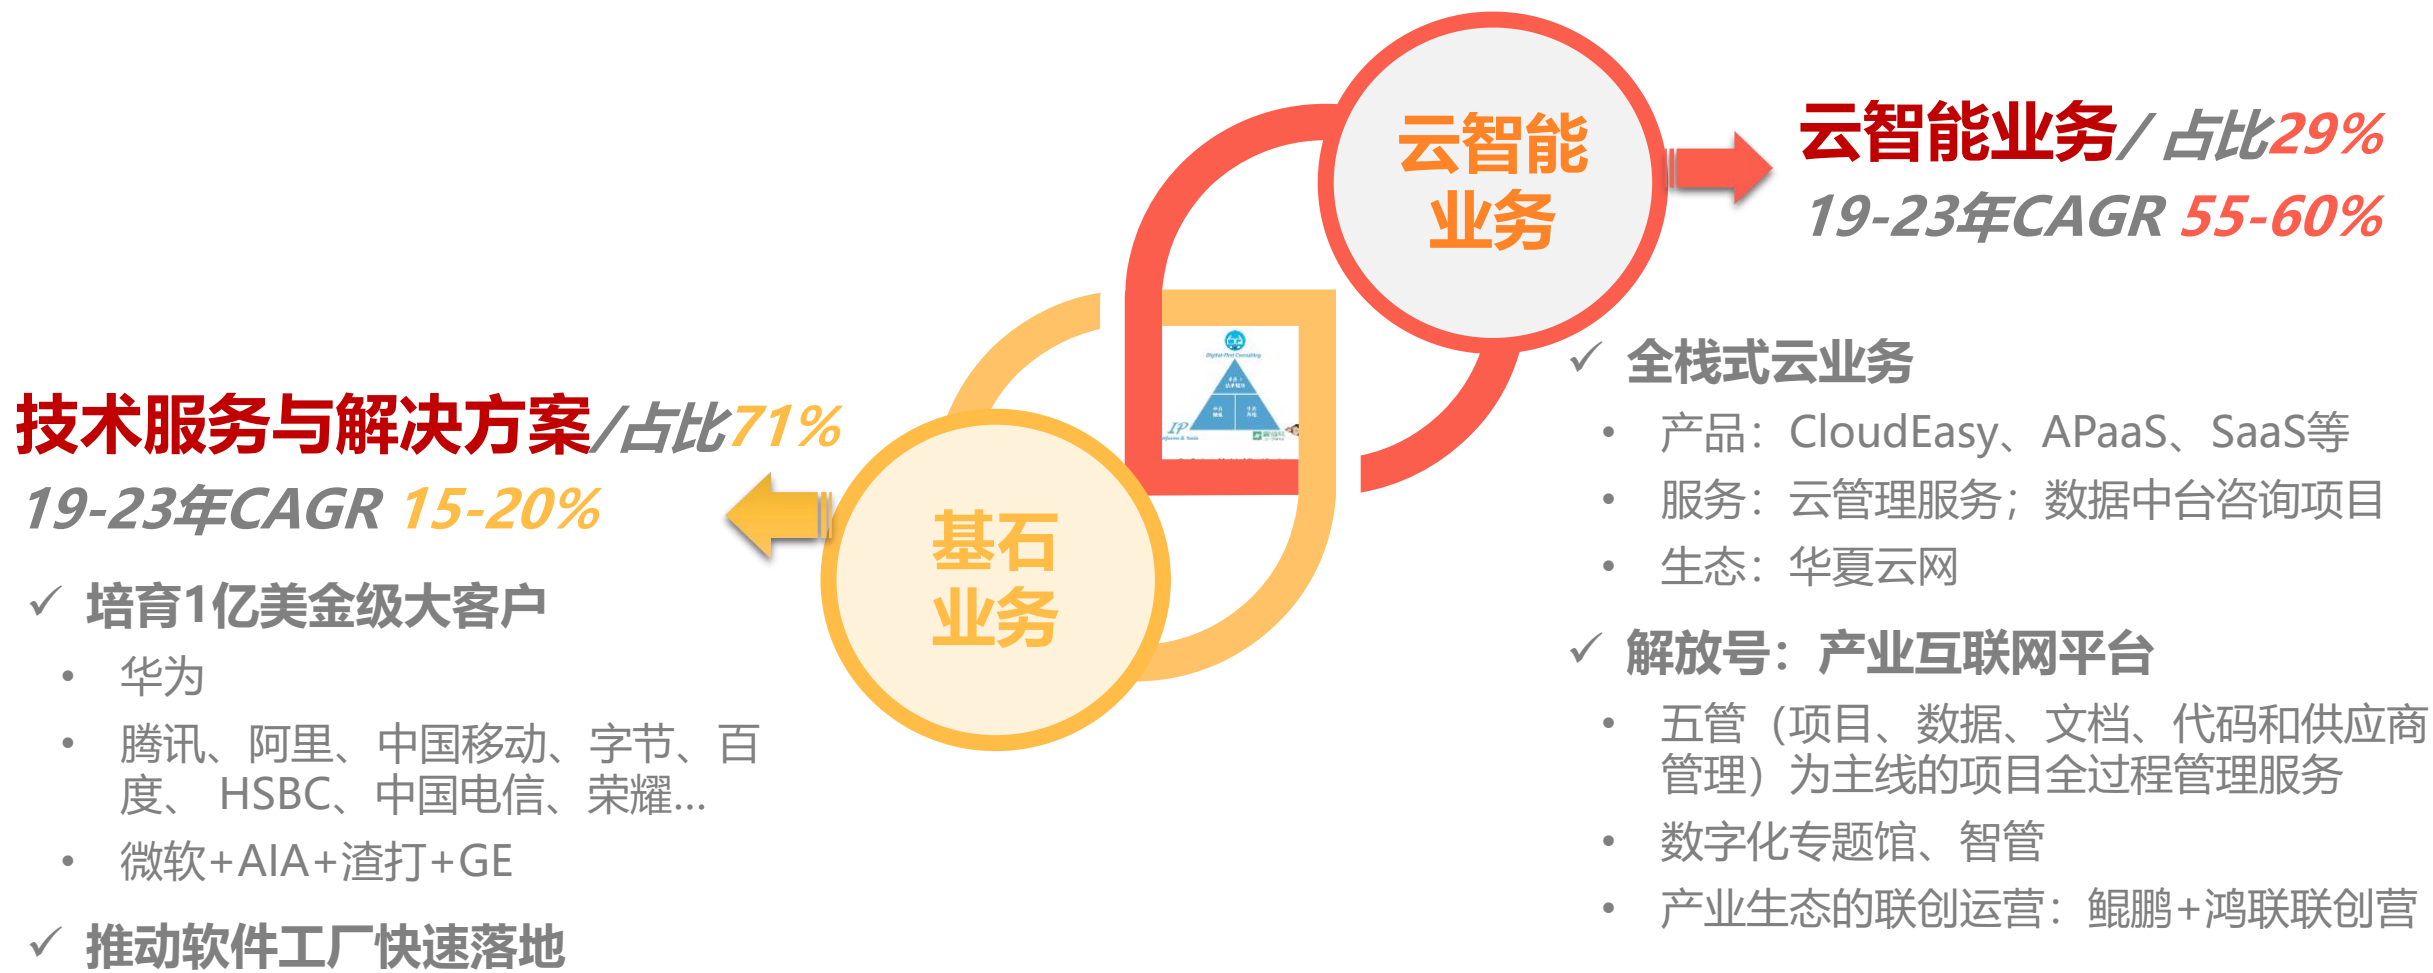 云智能
业务
云智能业务/ 占比29%
19-23年CAGR 55-60%
✓ 全栈式云业务
• 产品：CloudEasy、APaaS、SaaS等
• 服务：云管理服务；数据中台咨询项目
• 生态：华夏云网
✓ 解放号：产业互联网平台
• 五管（项目、数据、文档、代码和供应商
管理）为主线的项目全过程管理服务
• 数字化专题馆、智管
• 产业生态的联创运营：鲲鹏+鸿联联创营
Digital-First Consulting
IP
基石
业务
技术服务与解决方案/占比71%
19-23年CAGR 15-20%
✓ 培育1亿美金级大客户
• 华为
• 腾讯、阿里、中国移动、字节、百
度、 HSBC、中国电信、荣耀...
• 微软+AIA+渣打+GE
✓ 推动软件工厂快速落地